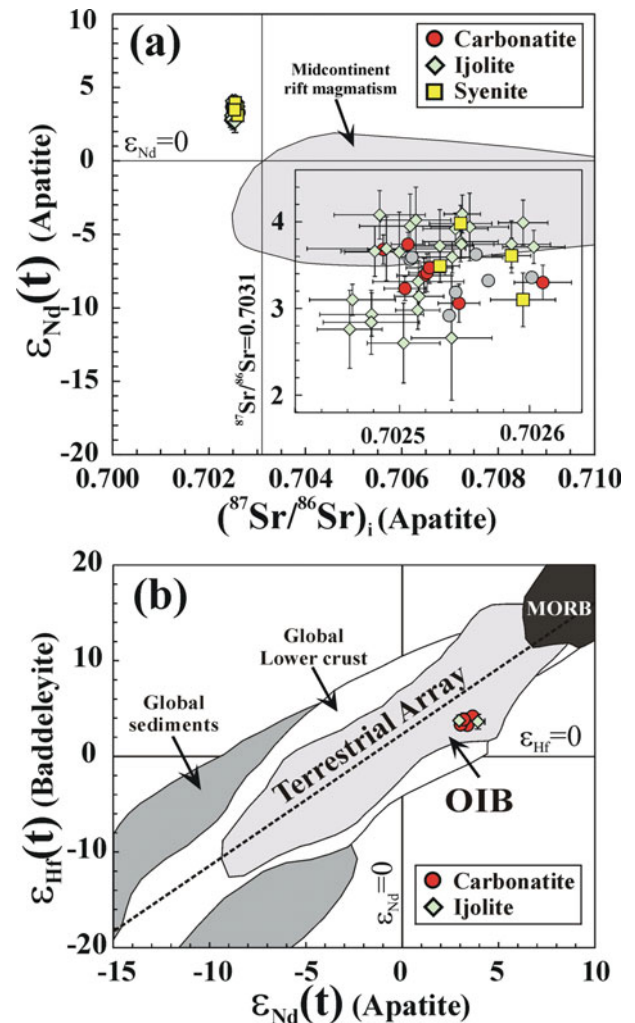 (a)
Carbonatite
Ijolite
Syenite
Midcontinent
rift magmatism
εNd=0
87Sr/86Sr=0.7031
10
5
0
-5
-10
-15
-20
4
3
2
0.7025 0.7026
εNd(t) (Apatite)
0.700 0.702 0.704 0.706 0.708 0.710
(87Sr/86Sr)i (Apatite)
(b)
MORB
Global
Lower crust
Global
sediments
Terrestrial Array
OIB
εHf=0
εNd=0
Carbonatite
Ijolite
20
10
0
-10
-20
εHf(t) (Baddeleyite)
-15 -10 -5 0 5 10
εNd(t) (Apatite)